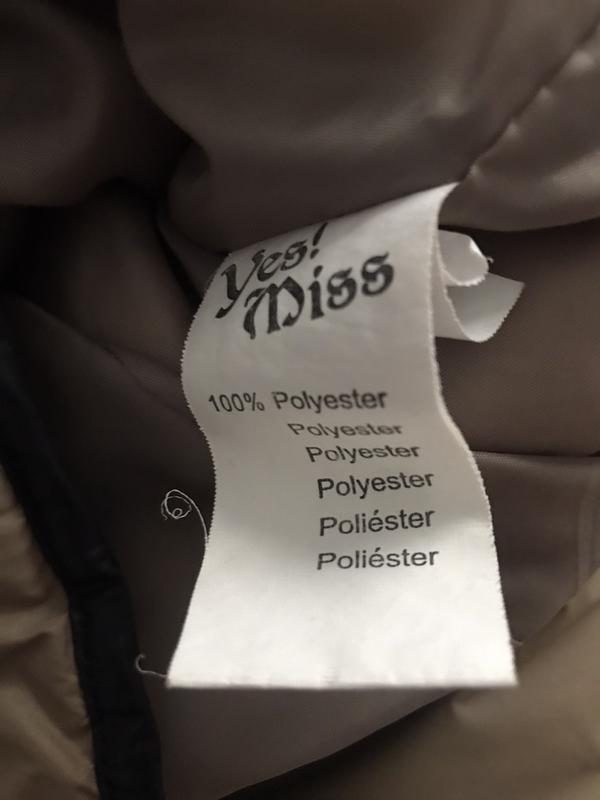 Yes!
Miss
100% Polyester
Polyester
Polyester
Polyester
Poliéster
Poliéster